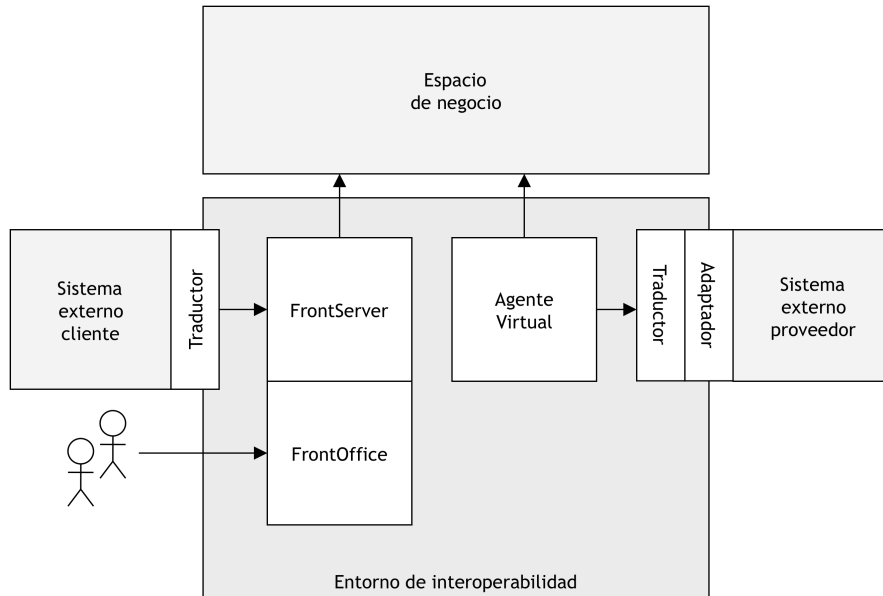 Espacio
de negocio
Sistema
externo
cliente
Traductor
FrontServer
Agente
Virtual
Traductor
Adaptador
Sistema
externo
proveedor
FrontOffice
Entorno de interoperabilidad